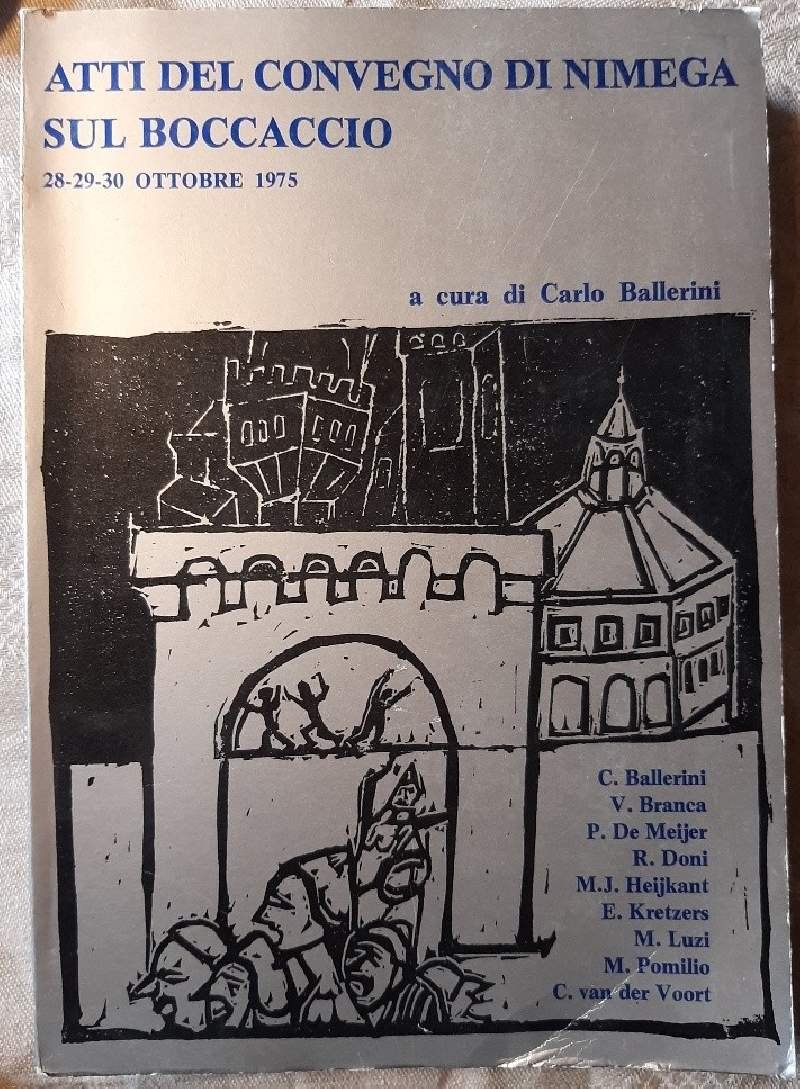 ATTI DEL CONVEGNO DI NIMEGA
SUL BOCCACCIO
28-29-30 OTTOBRE 1975
a cura di Carlo Ballerini
C. Ballerini
V. Branca
P. De Meijer
R. Doni
M.J. Heijkant
E. Kretzers
M. Luzi
M. Pomilio
C. van der Voort